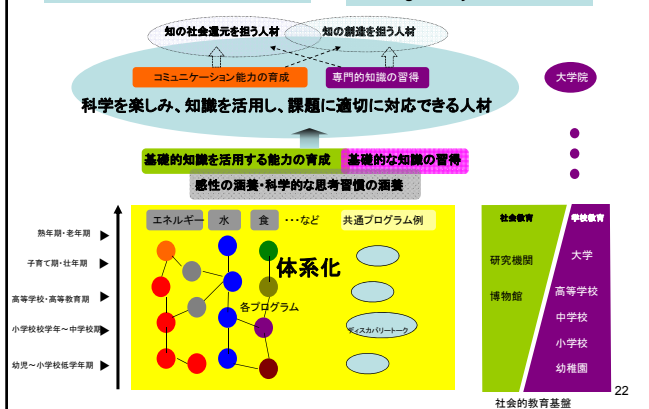 知の社会還元を担う人材
知の創造を担う人材
コミュニケーション能力の育成
専門的知識の習得
大学院
科学を楽しみ、知識を活用し、課題に適切に対応できる人材
基礎的知識を活用する能力の育成
基礎的な知識の習得
感性の涵養・科学的な思考習慣の涵養
エネルギー
水
食
・・・など
共通プログラム例
社会教育
学校教育
熟年期・老年期
子育て期・壮年期
高等学校・高等教育期
小学校校学年～中学校期
幼児～小学校低学年期
体系化
各プログラム
ディスカバリートーク
研究機関
博物館
大学
高等学校
中学校
小学校
幼稚園
社会的教育基盤
22